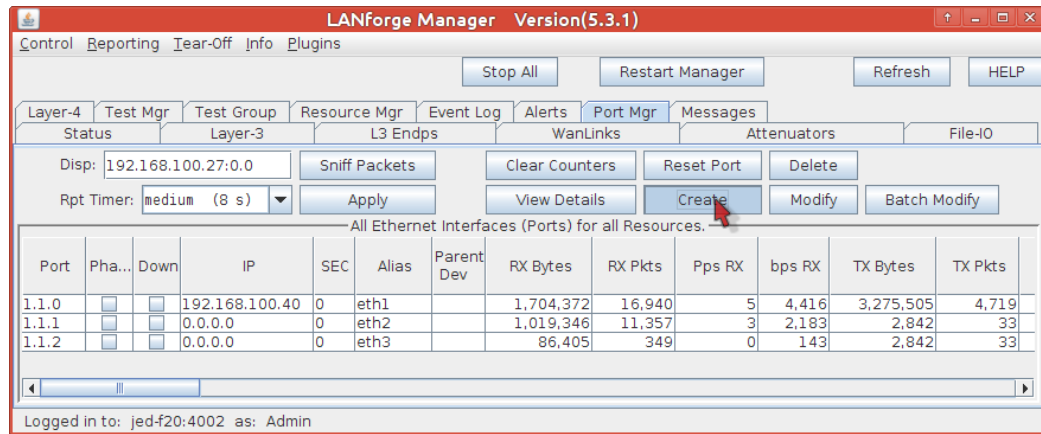 LANforge Manager Version(5.3.1)
Control Reporting Tear-Off Info Plugins
Stop All Restart Manager Refresh HELP
Layer-4 Test Mgr Test Group Resource Mgr Event Log Alerts Port Mgr Messages
Status Layer-3 L3 Endps WanLinks Attenuators File-IO
Disp: 192.168.100.27:0.0 Sniff Packets Clear Counters Reset Port Delete
Rpt Timer: medium (8 s) Apply View Details Create Modify Batch Modify
All Ethernet Interfaces (Ports) for all Resources.
Port Pha... Down IP SEC Alias Parent Dev RX Bytes RX Pkts Pps RX bps RX TX Bytes TX Pkts
1.1.0 192.168.100.40 0 eth1 1,704,372 16,940 5 4,416 3,275,505 4,719
1.1.1 0.0.0.0 0 eth2 1,019,346 11,357 3 2,183 2,842 33
1.1.2 0.0.0.0 0 eth3 86,405 349 0 143 2,842 33
Logged in to: jed-f20:4002 as: Admin